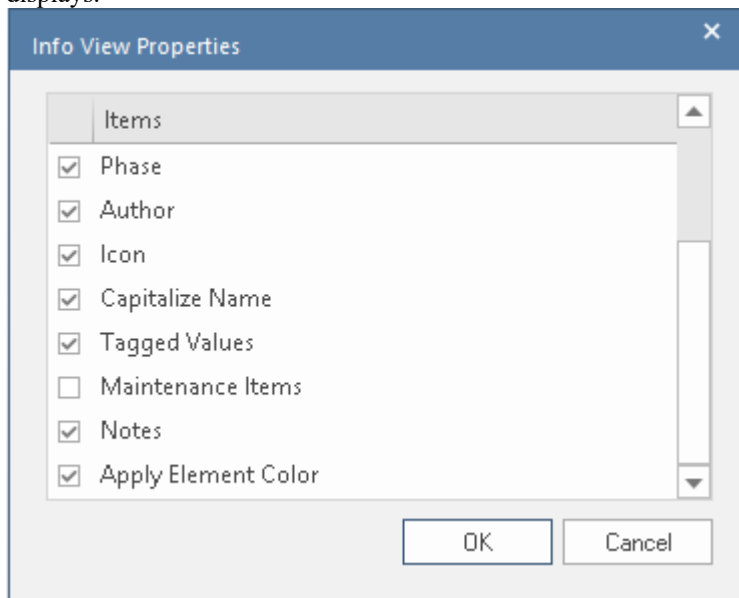 displays.
Info View Properties
Items
Phase
Author
Icon
Capitalize Name
Tagged Values
Maintenance Items
Notes
Apply Element Color
OK Cancel